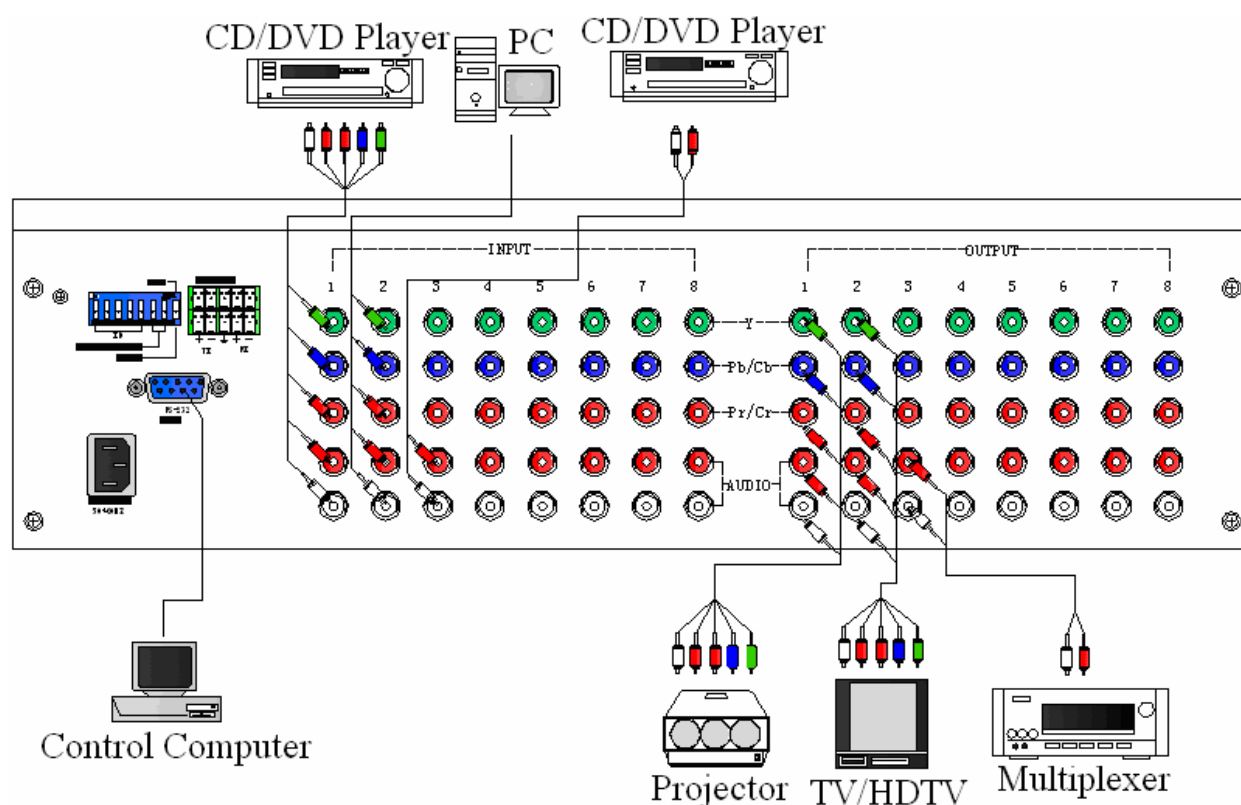 CD/DVD Player
PC
CD/DVD Player
INPUT
OUTPUT
1 2 3 4 5 6 7 8
1 2 3 4 5 6 7 8
Y
Pb/Cb
Pr/Cr
AUDIO
TX
RX
RS-232
Control Computer
Projector
TV/HDTV
Multiplexer